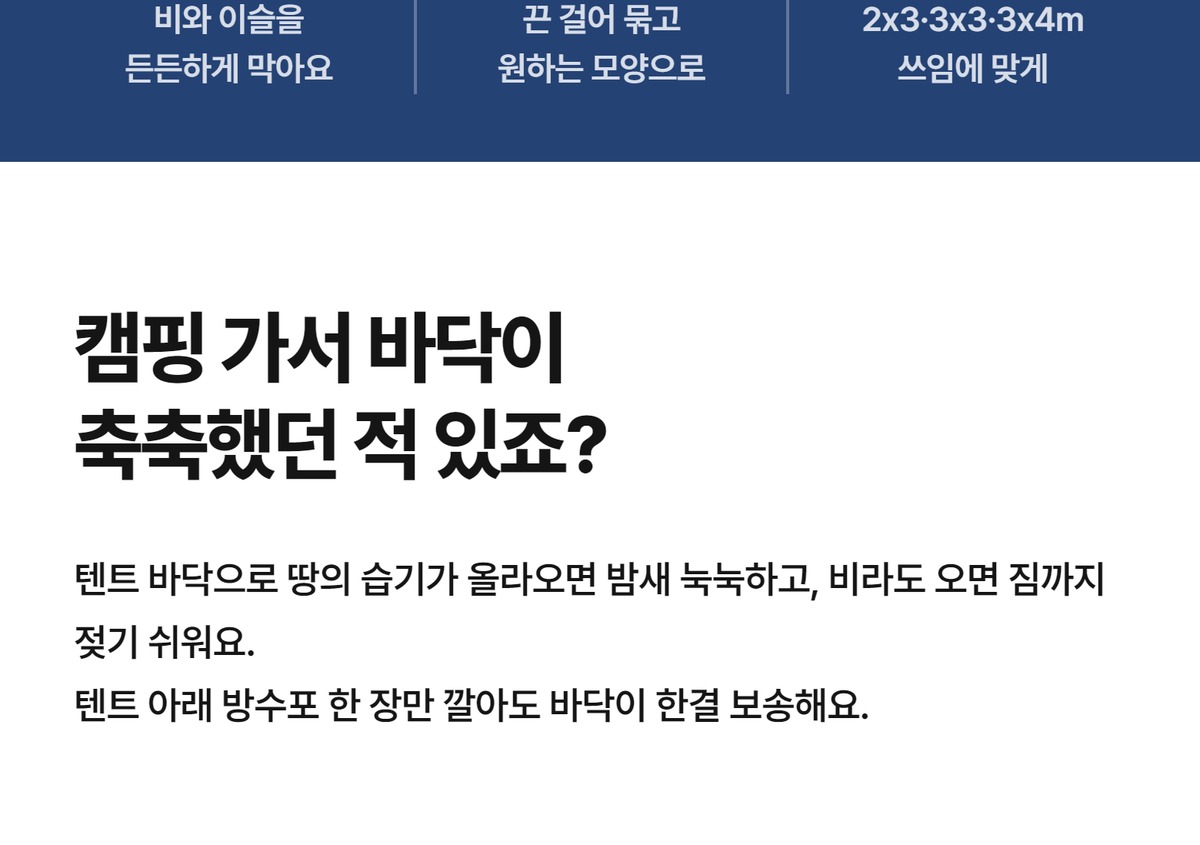 비와 이슬을
든든하게 막아요
끈 걸어 묶고
원하는 모양으로
2x3·3x3·3x4m
쓰임에 맞게
캠핑 가서 바닥이
축축했던 적 있죠?
텐트 바닥으로 땅의 습기가 올라오면 밤새 눅눅하고, 비라도 오면 짐까지
젖기 쉬워요.
텐트 아래 방수포 한 장만 깔아도 바닥이 한결 보송해요.